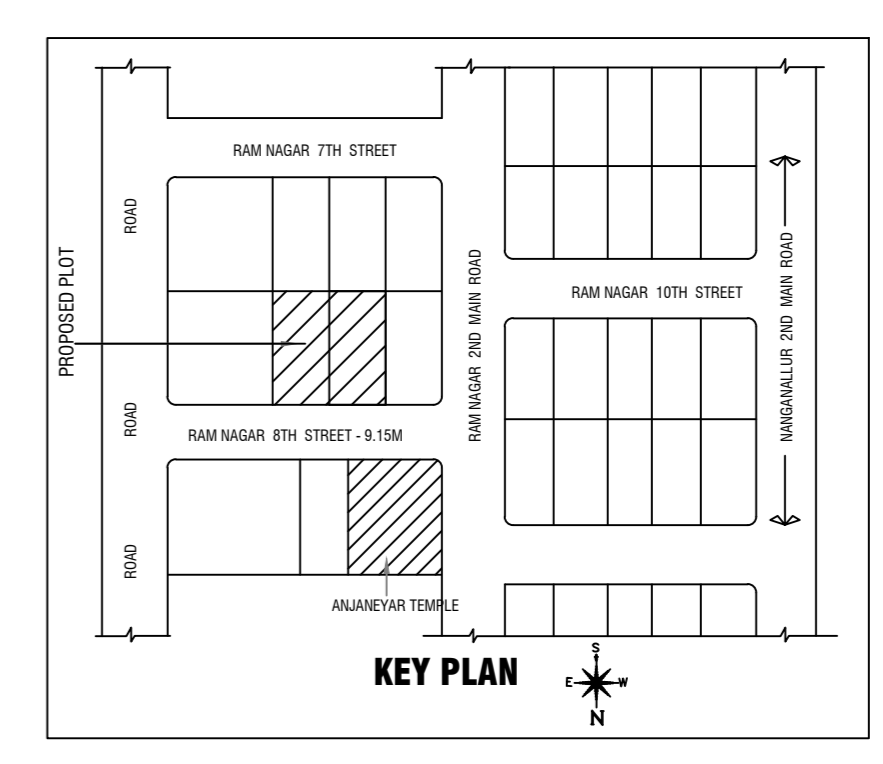 RAM NAGAR 7TH STREET
ROAD
PROPOSED PLOT
RAM NAGAR 2ND MAIN ROAD
RAM NAGAR 10TH STREET
NANGANALLUR 2ND MAIN ROAD
ROAD
RAM NAGAR 8TH STREET - 9.15M
ROAD
ANJANEYAR TEMPLE
KEY PLAN
S
E
W
N